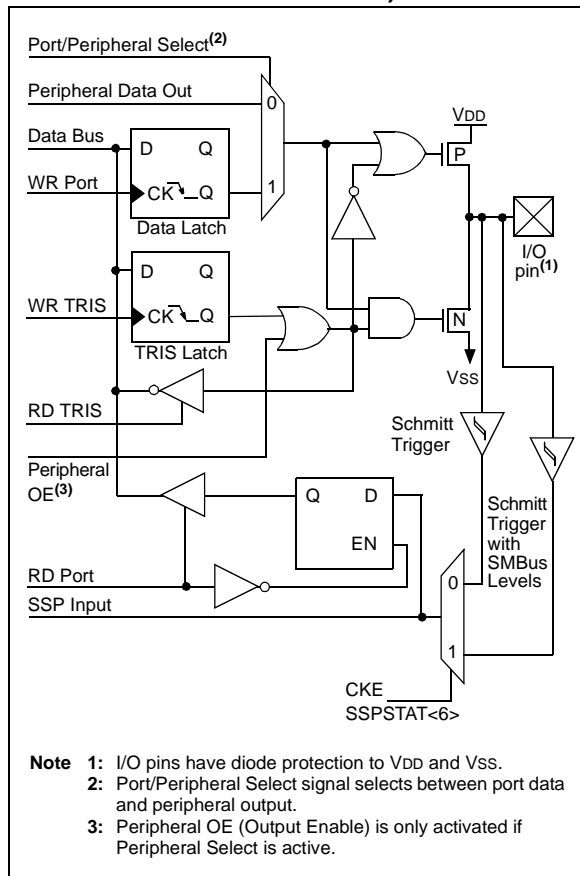 Port/Peripheral Select(2)
Peripheral Data Out
0
VDD
Data Bus
D Q
P
WR Port
CK Q
1
Data Latch
I/O
pin(1)
D Q
WR TRIS
CK Q
N
TRIS Latch
VSS
RD TRIS
Schmitt
Trigger
Peripheral
OE(3)
Q D
EN
Schmitt
Trigger
with
SMBus
Levels
RD Port
0
SSP Input
1
CKE
SSPSTAT<6>
Note 1: I/O pins have diode protection to VDD and VSS.
2: Port/Peripheral Select signal selects between port data
and peripheral output.
3: Peripheral OE (Output Enable) is only activated if
Peripheral Select is active.